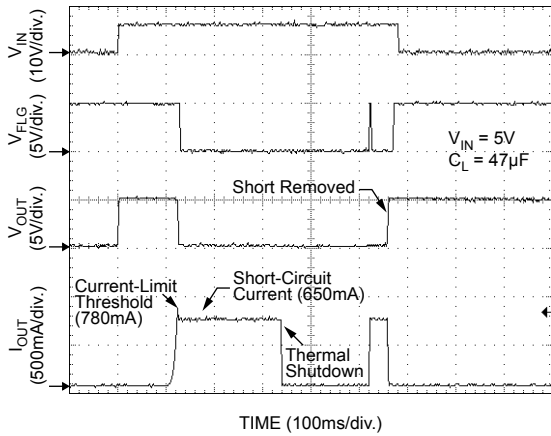 V_IN
(10V/div.)
V_FLG
(5V/div.)
V_IN = 5V
C_L = 47µF
V_OUT
(5V/div.)
Short Removed
I_OUT
(500mA/div.)
Current-Limit
Threshold
(780mA)
Short-Circuit
Current (650mA)
Thermal
Shutdown
TIME (100ms/div.)